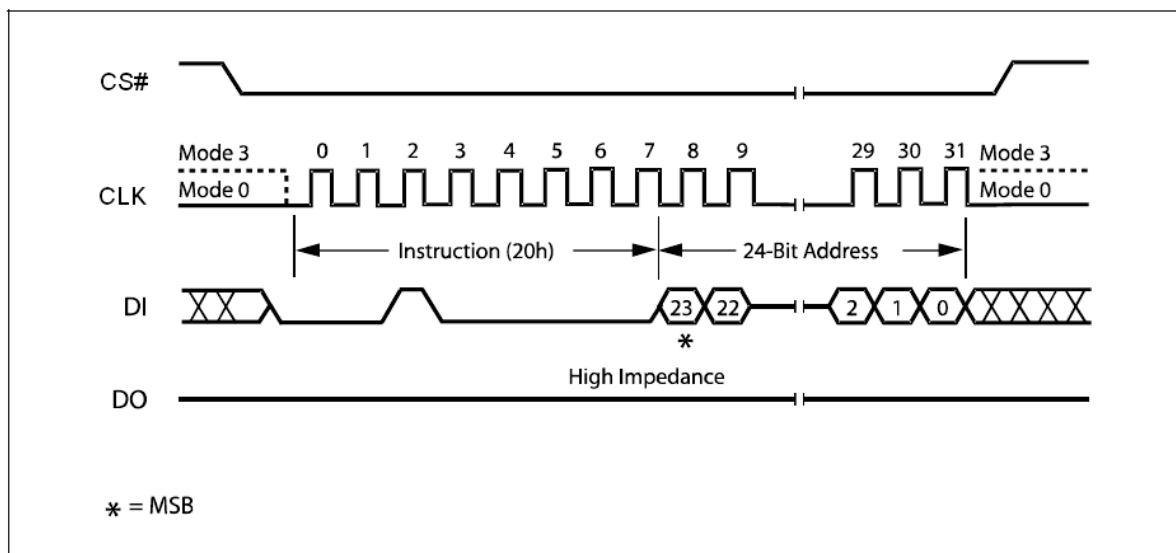 CS#
Mode 3 0 1 2 3 4 5 6 7 8 9 29 30 31 Mode 3
CLK Mode 0 Mode 0
Instruction (20h) 24-Bit Address
DI 23 22 2 1 0
*
High Impedance
DO
* = MSB